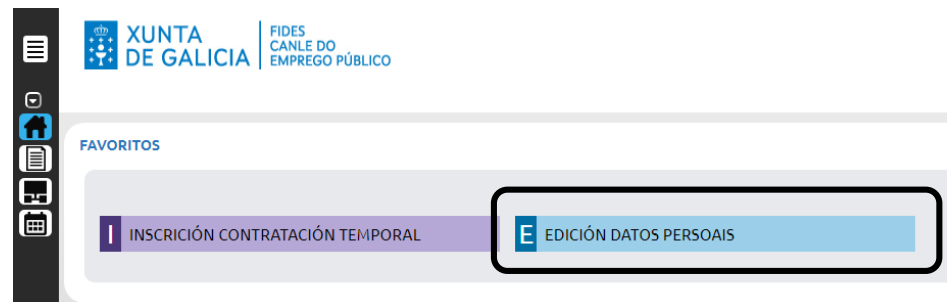 XUNTA
DE GALICIA
FIDES
CANLE DO
EMPREGO PÚBLICO
FAVORITOS
I INSCRICIÓN CONTRATACIÓN TEMPORAL
E EDICIÓN DATOS PERSOAIS